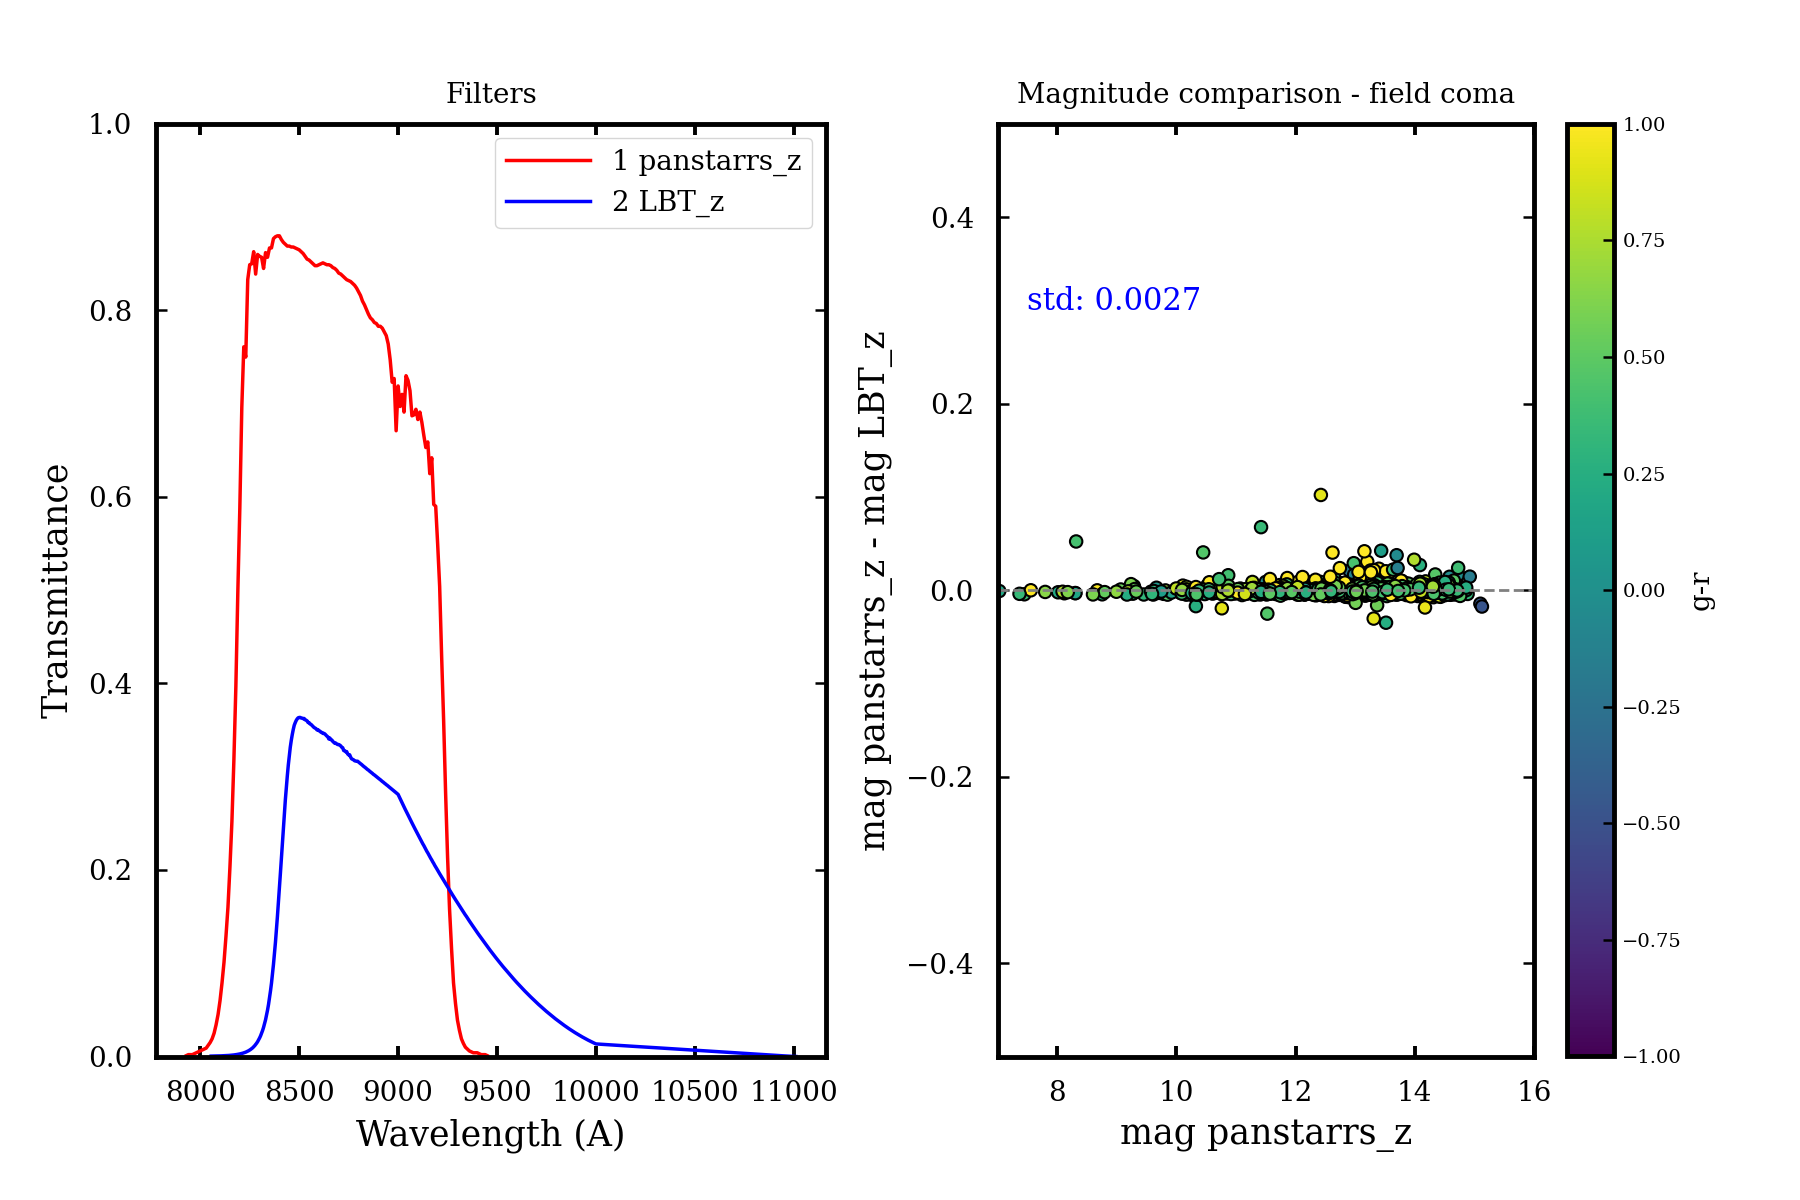 Filters
1.0
0.8
0.6
0.4
0.2
0.0
Transmittance
1 panstarrs_z
2 LBT_z
8000 8500 9000 9500 10000 10500 11000
Wavelength (A)
Magnitude comparison - field coma
0.4
0.2
0.0
−0.2
−0.4
mag panstarrs_z - mag LBT_z
std: 0.0027
8 10 12 14 16
mag panstarrs_z
1.00
0.75
0.50
0.25
0.00
−0.25
−0.50
−0.75
−1.00
g-r